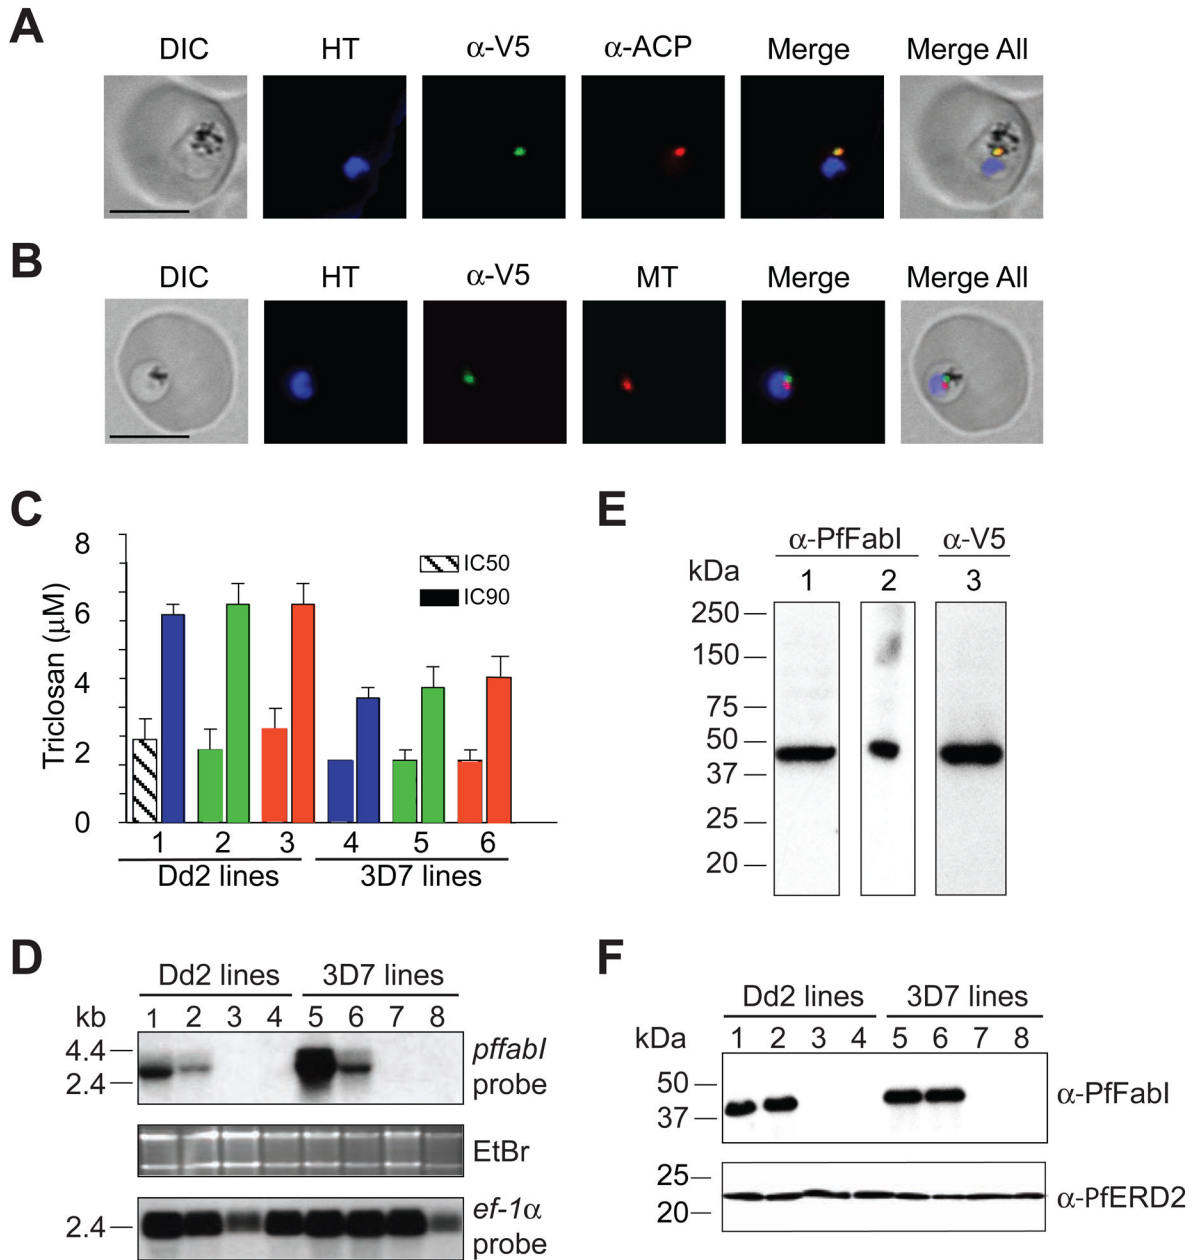 A
DIC HT α-V5 α-ACP Merge Merge All
B
DIC HT α-V5 MT Merge Merge All
C
Triclosan (μM)
8
6
4
2
0
IC50
IC90
1 2 3 4 5 6
Dd2 lines 3D7 lines
D
Dd2 lines 3D7 lines
kb 1 2 3 4 5 6 7 8
4.4
2.4
pffabI
probe
EtBr
2.4
ef-1α
probe
E
α-PfFabI α-V5
kDa 1 2 3
250
150
75
50
37
25
20
F
Dd2 lines 3D7 lines
kDa 1 2 3 4 5 6 7 8
50
37
α-PfFabI
25
20
α-PfERD2